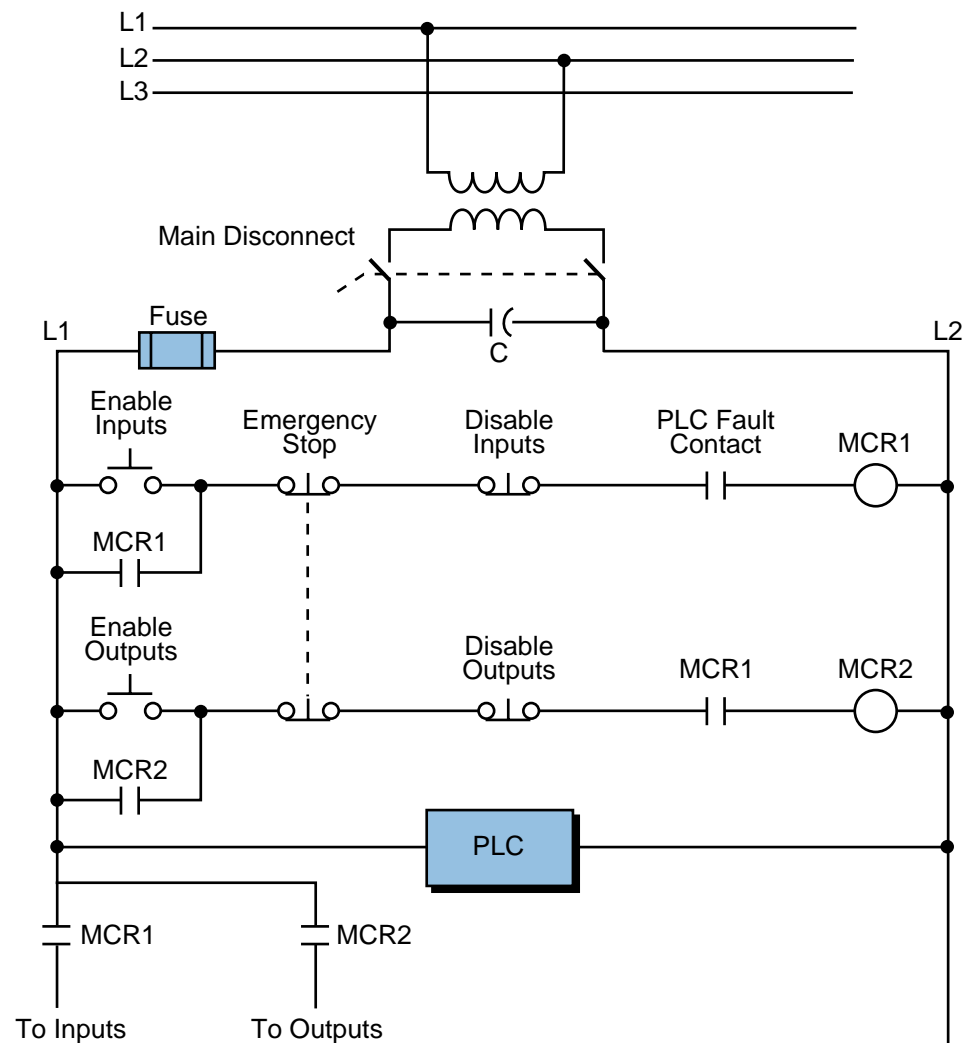 L1
L2
L3
Main Disconnect
L1
Fuse
C
L2
Enable
Inputs
Emergency
Stop
Disable
Inputs
PLC Fault
Contact
MCR1
MCR1
Enable
Outputs
Disable
Outputs
MCR1
MCR2
MCR2
PLC
MCR1
MCR2
To Inputs
To Outputs